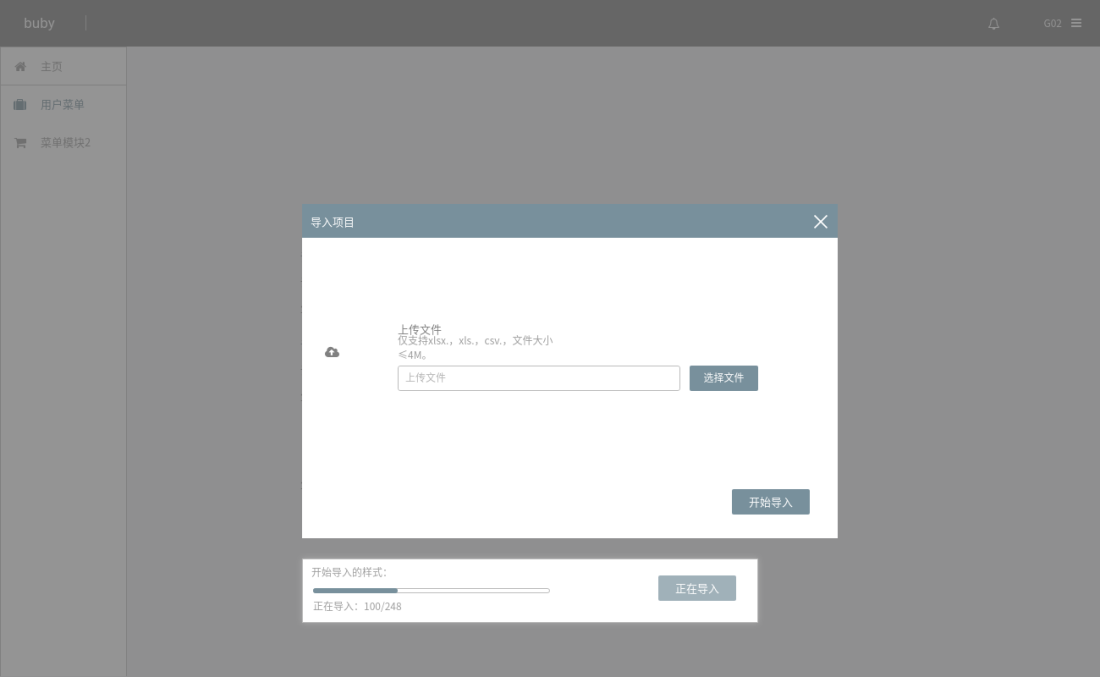 buby
G02
主页
用户菜单
菜单模块2
导入项目
上传文件
仅支持xlsx.，xls.，csv.，文件大小
≤4M。
上传文件
选择文件
开始导入
开始导入的样式：
正在导入
正在导入：100/248